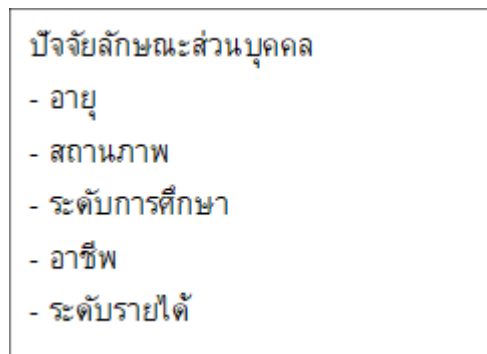 ปัจจัยลักษณะส่วนบุคคล
- อายุ
- สถานภาพ
- ระดับการศึกษา
- อาชีพ
- ระดับรายได้